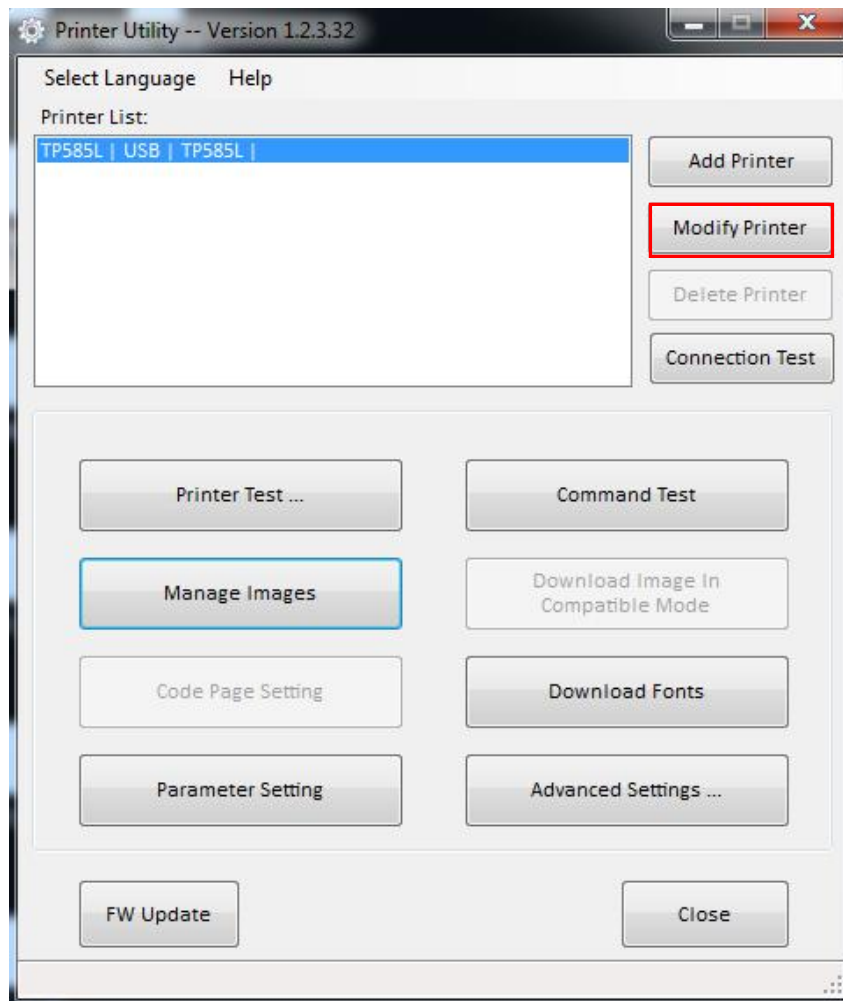 Printer Utility -- Version 1.2.3.32
Select Language Help
Printer List:
TP585L | USB | TP585L |
Add Printer
Modify Printer
Delete Printer
Connection Test
Printer Test ...
Command Test
Manage Images
Download Image In
Compatible Mode
Code Page Setting
Download Fonts
Parameter Setting
Advanced Settings ...
FW Update
Close